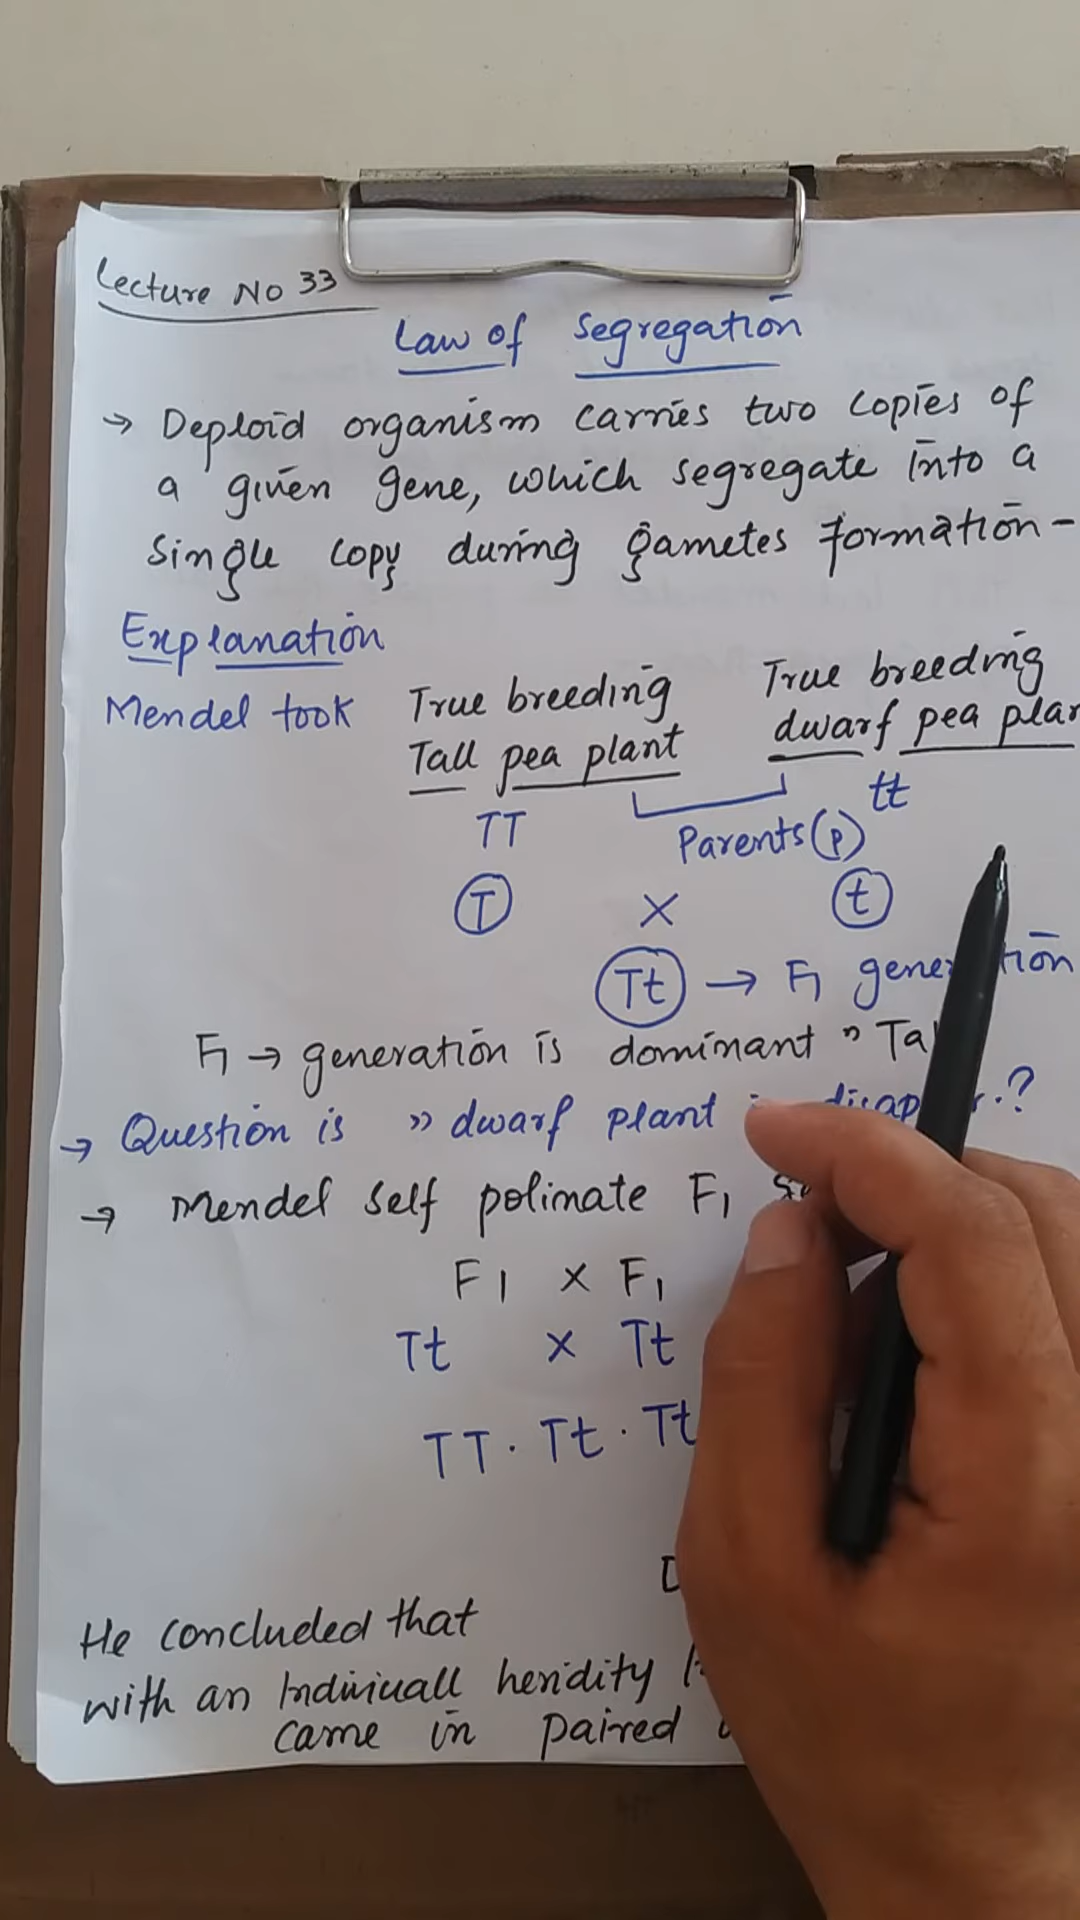 Lecture No 33
Law of Segregation
→ Deploid organism carries two copies of
a given gene, which segregate into a
single copy during gametes formation-
Explanation
Mendel took True breeding True breeding
Tall pea plant dwarf pea plan
TT tt
Parents(p)
T × t
Tt → F1 generation
F1 → generation is dominant " Ta
→ Question is » dwarf plant ?
→ Mendel self polinate F1
F1 × F1
Tt × Tt
TT · Tt · Tt
He concluded that
with an Indiviuall heridity
came in paired